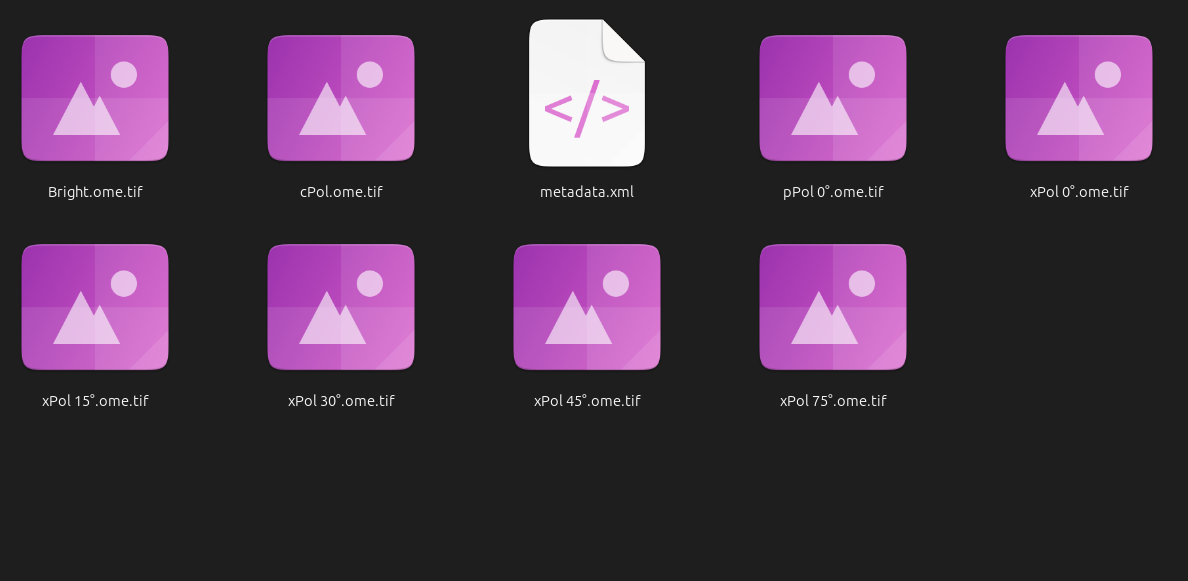 Bright.ome.tif
cPol.ome.tif
</>
metadata.xml
pPol 0°.ome.tif
xPol 0°.ome.tif
xPol 15°.ome.tif
xPol 30°.ome.tif
xPol 45°.ome.tif
xPol 75°.ome.tif